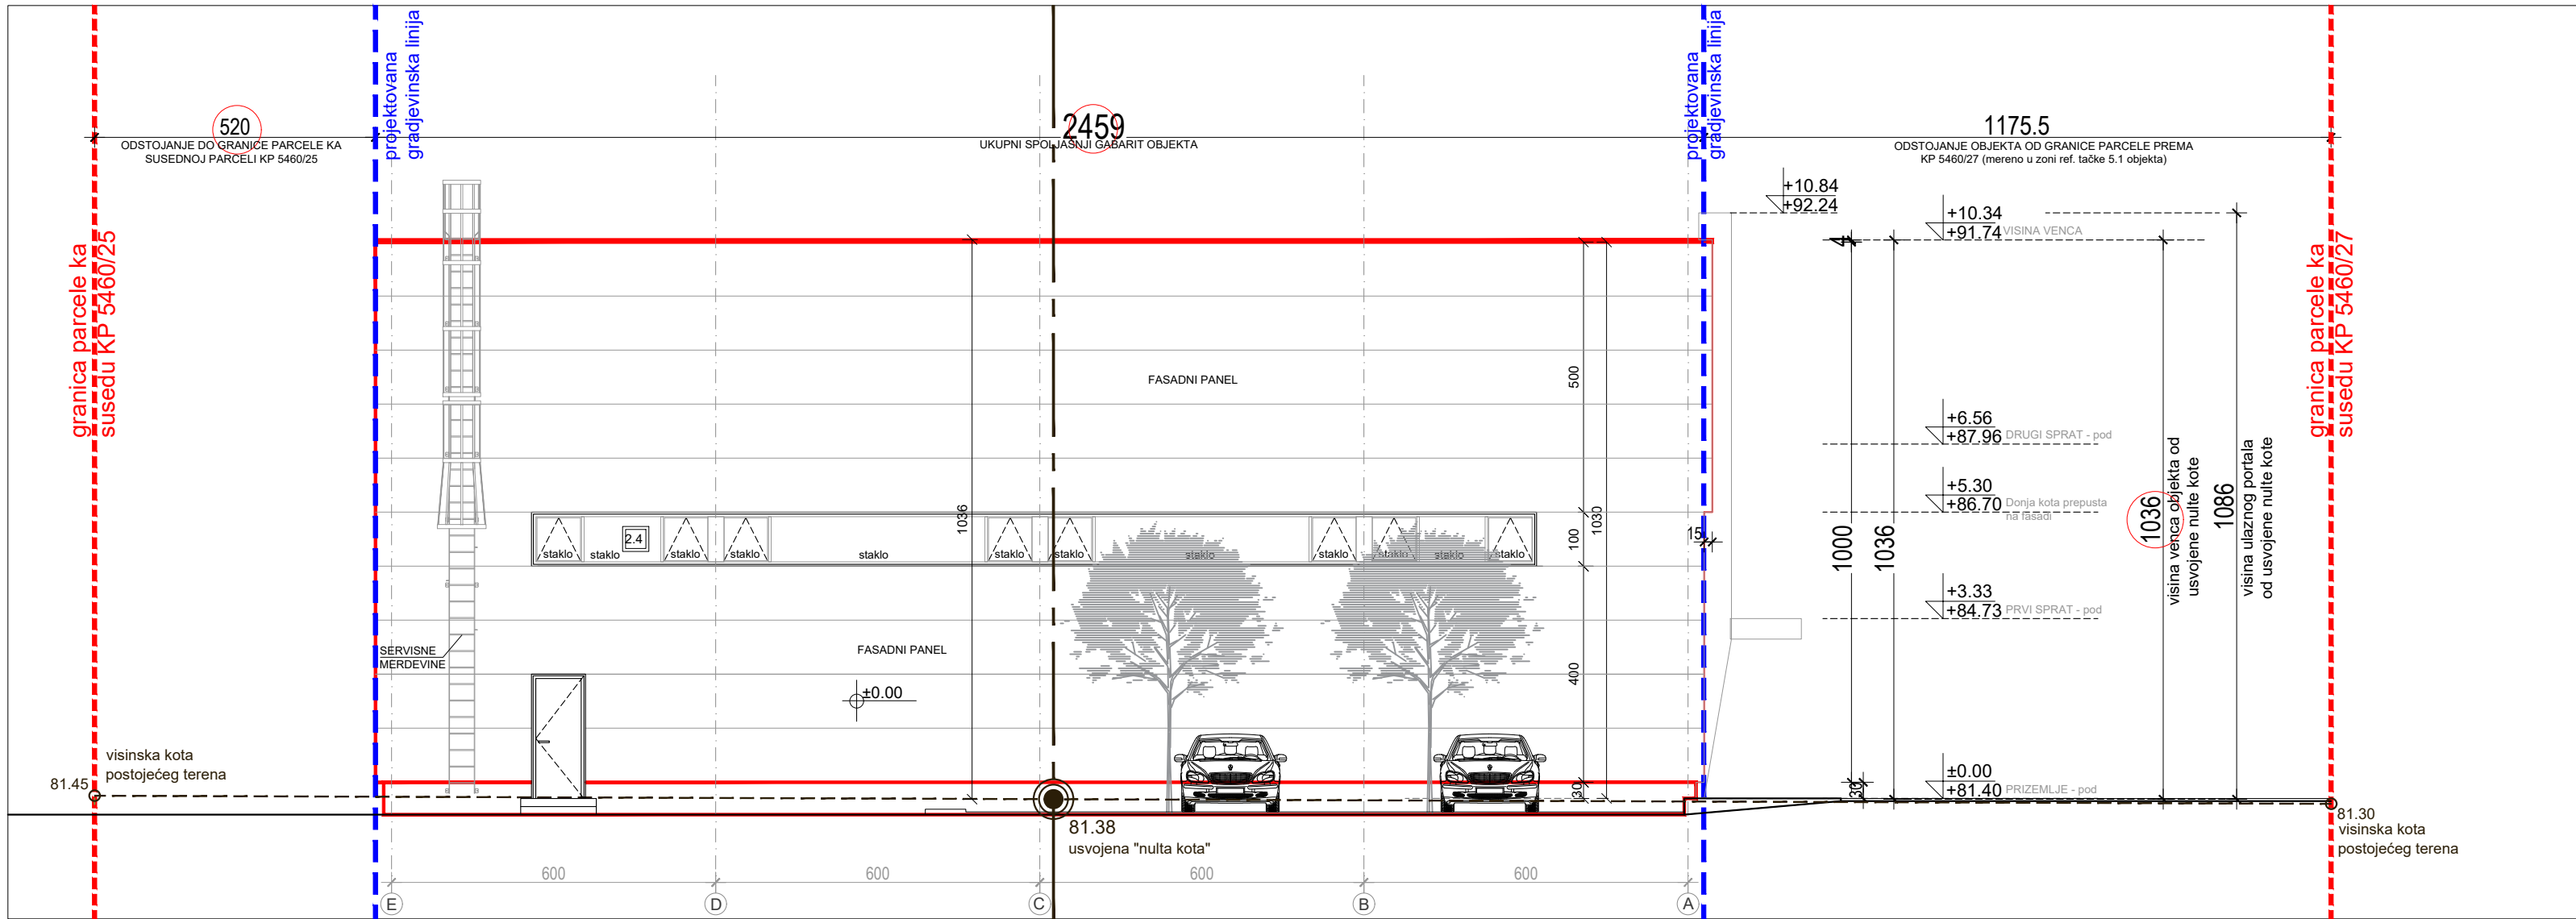 projektovana
gradjevinska linija
projektovana
gradjevinska linija
520
ODSTOJANJE DO GRANICE PARCELE KA
SUSEDNOJ PARCELI KP 5460/25
2459
UKUPNI SPOLJAŠNJI GABARIT OBJEKTA
1175.5
ODSTOJANJE OBJEKTA OD GRANICE PARCELE PREMA
KP 5460/27 (mereno u zoni ref. tačke 5.1 objekta)
granica parcele ka
susedu KP 5460/25
granica parcele ka
susedu KP 5460/27
+10.84
+92.24
+10.34
+91.74 VISINA VENCA
4
FASADNI PANEL
500
+6.56
+87.96 DRUGI SPRAT - pod
+5.30
+86.70 Donja kota prepusta
na fasadi
1036
1030
100
15
1000
1036
1036
visina venca objekta od
usvojene nulte kote
1086
visina ulaznog portala
od usvojene nulte kote
2.4
staklo
staklo
staklo
staklo
staklo
staklo
staklo
staklo
staklo
staklo
staklo
staklo
+3.33
+84.73 PRVI SPRAT - pod
SERVISNE
MERDEVINE
FASADNI PANEL
400
±0.00
visinska kota
postojećeg terena
81.45
30
30
±0.00
+81.40 PRIZEMLJE - pod
81.38
usvojena "nulta kota"
81.30
visinska kota
postojećeg terena
600
600
600
600
E
D
C
B
A